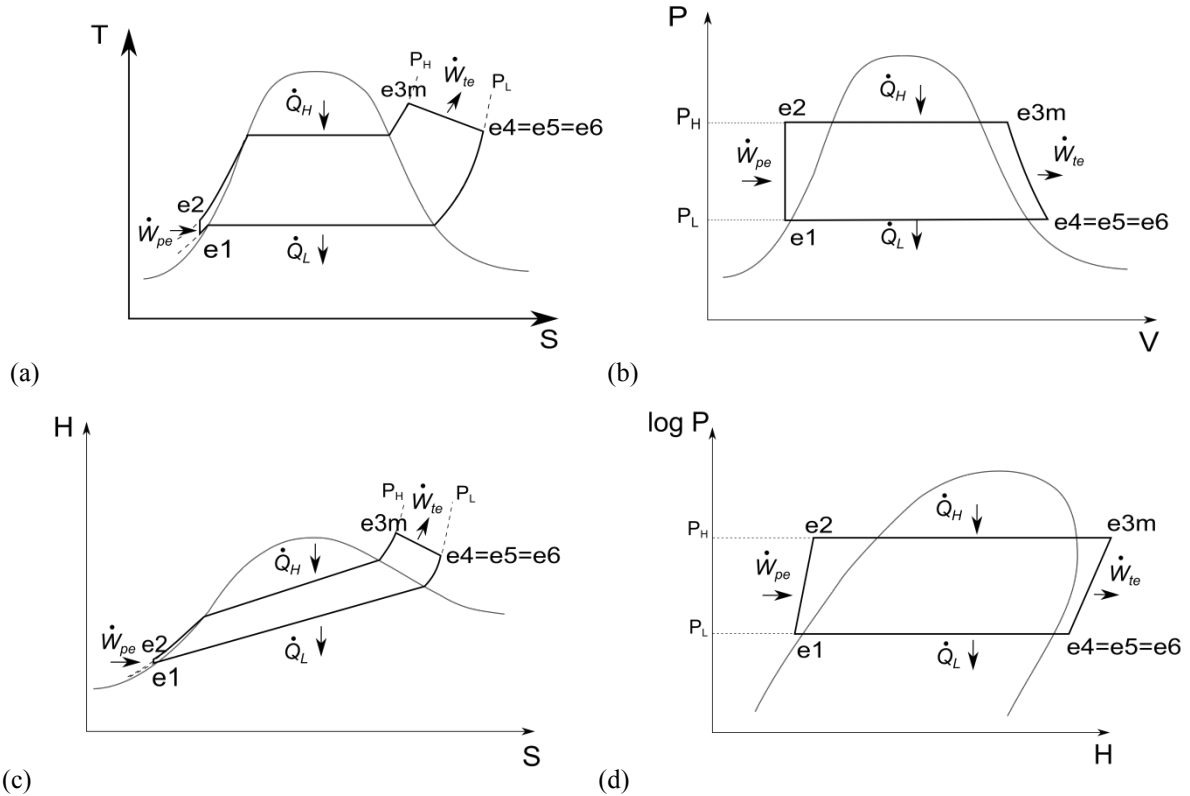 T
P_H
Ẇ_te
P_L
e3m
Q̇_H
e4=e5=e6
e2
Ẇ_pe
e1
Q̇_L
S
(a)
P
e2
Q̇_H
e3m
P_H
Ẇ_pe
Ẇ_te
P_L
e1
Q̇_L
e4=e5=e6
V
(b)
H
P_H
Ẇ_te
P_L
e3m
Q̇_H
e4=e5=e6
Ẇ_pe
e2
Q̇_L
e1
S
(c)
log P
Q̇_H
e2
e3m
P_H
Ẇ_pe
Ẇ_te
P_L
e1
Q̇_L
e4=e5=e6
H
(d)